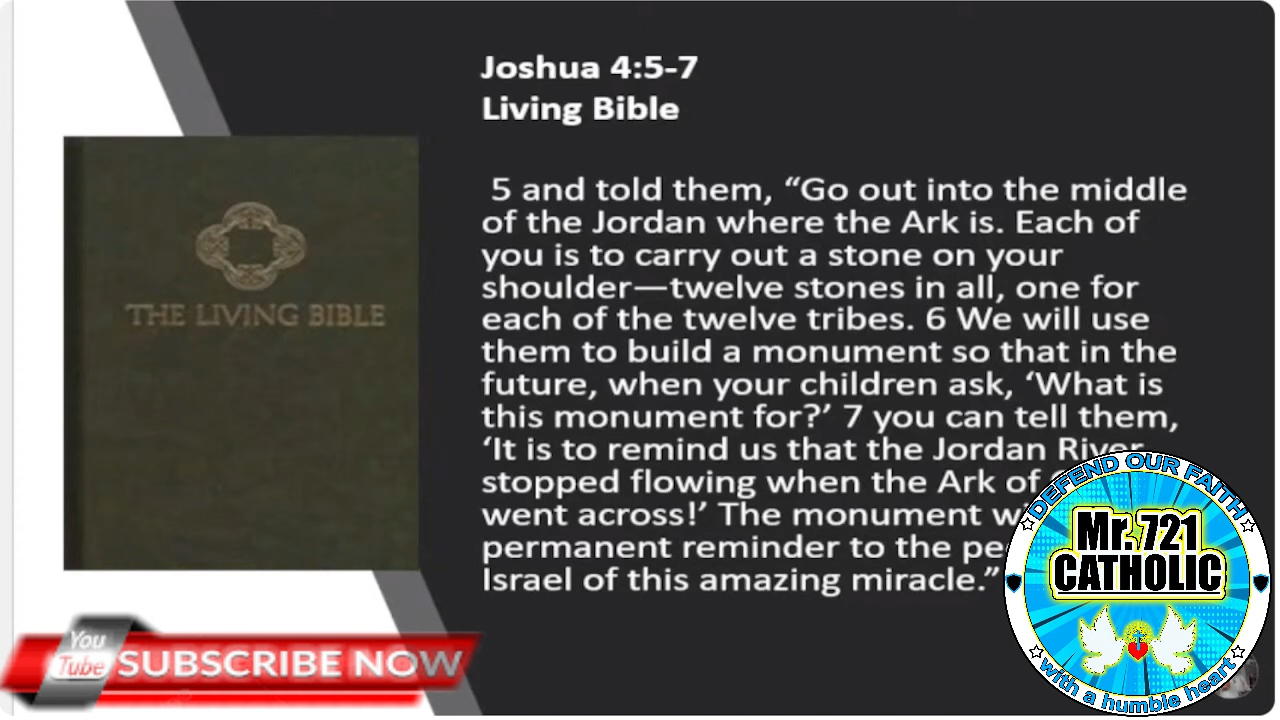 Joshua 4:5-7
Living Bible
5 and told them, “Go out into the middle
of the Jordan where the Ark is. Each of
you is to carry out a stone on your
shoulder—twelve stones in all, one for
each of the twelve tribes. 6 We will use
them to build a monument so that in the
future, when your children ask, ‘What is
this monument for?’ 7 you can tell them,
‘It is to remind us that the Jordan River
stopped flowing when the Ark of
went across!’ The monument
permanent reminder to the
Israel of this amazing miracle.”
THE LIVING BIBLE
You
Tube
SUBSCRIBE NOW
DEFEND OUR FAITH
Mr. 721
CATHOLIC
with a humble heart